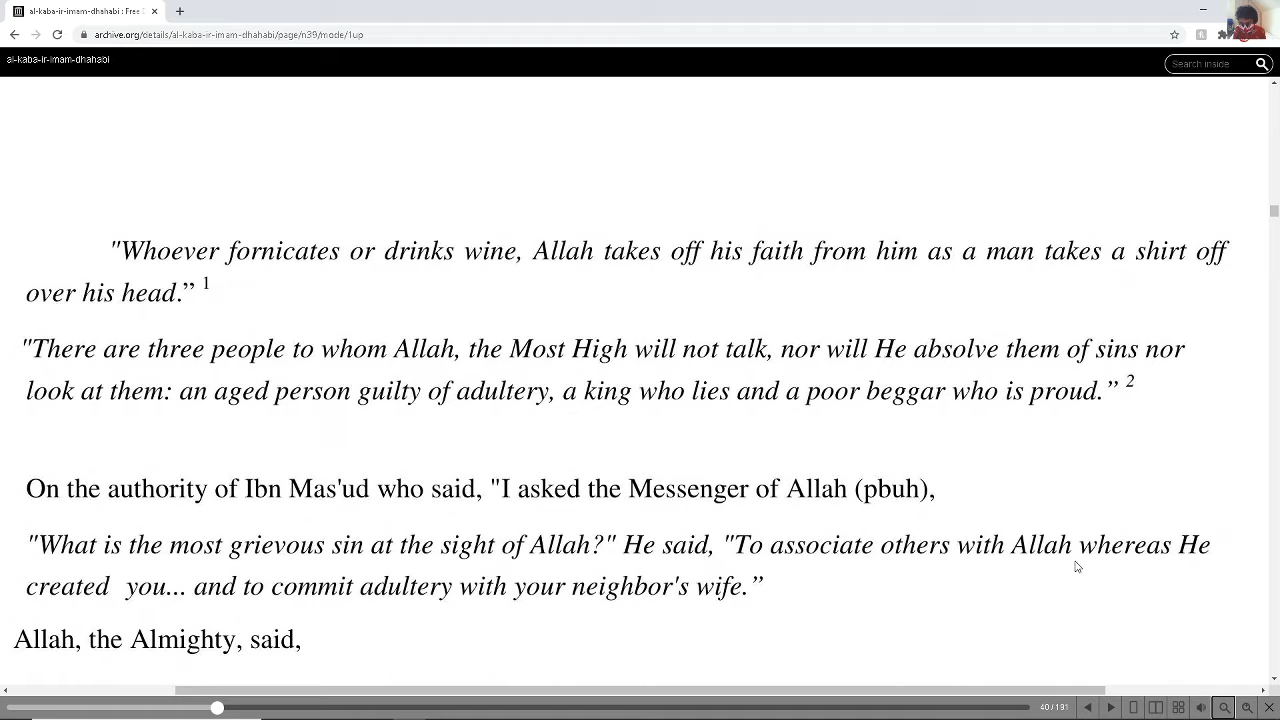 al-kaba-ir-imam-dhahabi : Free
archive.org/details/al-kaba-ir-imam-dhahabi/page/n39/mode/1up
al-kaba-ir-imam-dhahabi
Search inside
"Whoever fornicates or drinks wine, Allah takes off his faith from him as a man takes a shirt off
over his head.” 1
"There are three people to whom Allah, the Most High will not talk, nor will He absolve them of sins nor
look at them: an aged person guilty of adultery, a king who lies and a poor beggar who is proud.” 2
On the authority of Ibn Mas'ud who said, "I asked the Messenger of Allah (pbuh),
"What is the most grievous sin at the sight of Allah?" He said, "To associate others with Allah whereas He
created you... and to commit adultery with your neighbor's wife.”
Allah, the Almighty, said,
40 / 191